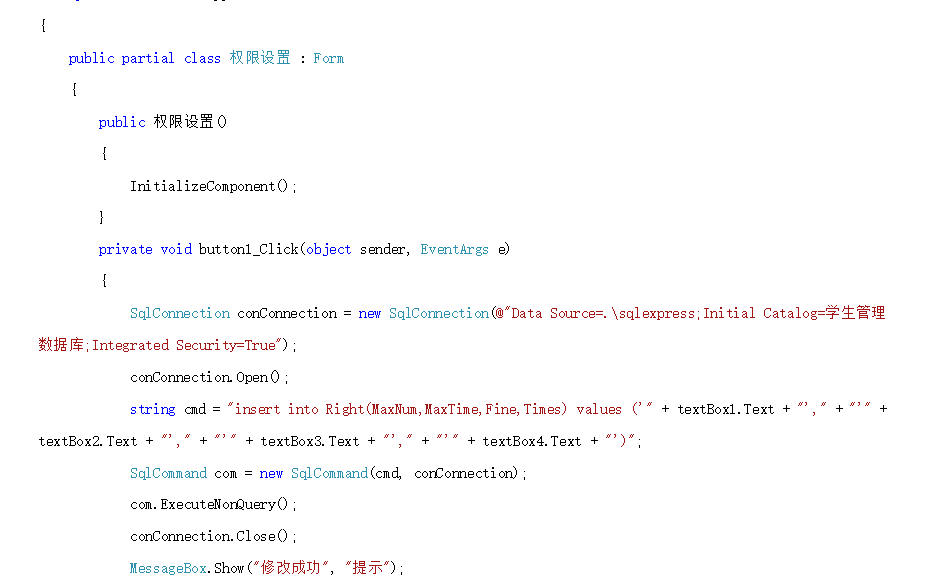 {
public partial class 权限设置 : Form
{
public 权限设置()
{
InitializeComponent();
}
private void button1_Click(object sender, EventArgs e)
{
SqlConnection conConnection = new SqlConnection(@"Data Source=.\sqlexpress;Initial Catalog=学生管理
数据库;Integrated Security=True");
conConnection.Open();
string cmd = "insert into Right(MaxNum,MaxTime,Fine,Times) values ('" + textBox1.Text + "'," + "'" +
textBox2.Text + "'," + "'" + textBox3.Text + "'," + "'" + textBox4.Text + "')";
SqlCommand com = new SqlCommand(cmd, conConnection);
com.ExecuteNonQuery();
conConnection.Close();
MessageBox.Show("修改成功", "提示");